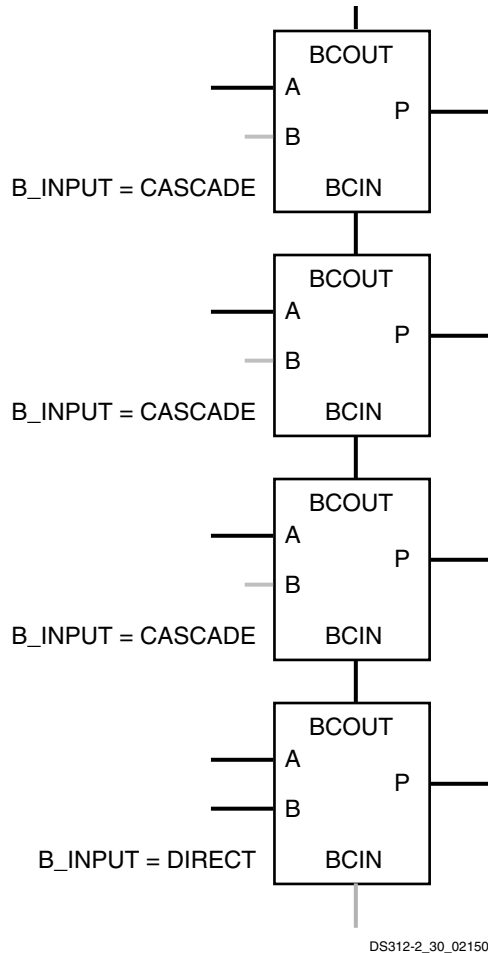 BCOUT
A
P
B
B_INPUT = CASCADE
BCIN
BCOUT
A
P
B
B_INPUT = CASCADE
BCIN
BCOUT
A
P
B
B_INPUT = CASCADE
BCIN
BCOUT
A
P
B
B_INPUT = DIRECT
BCIN
DS312-2_30_02150